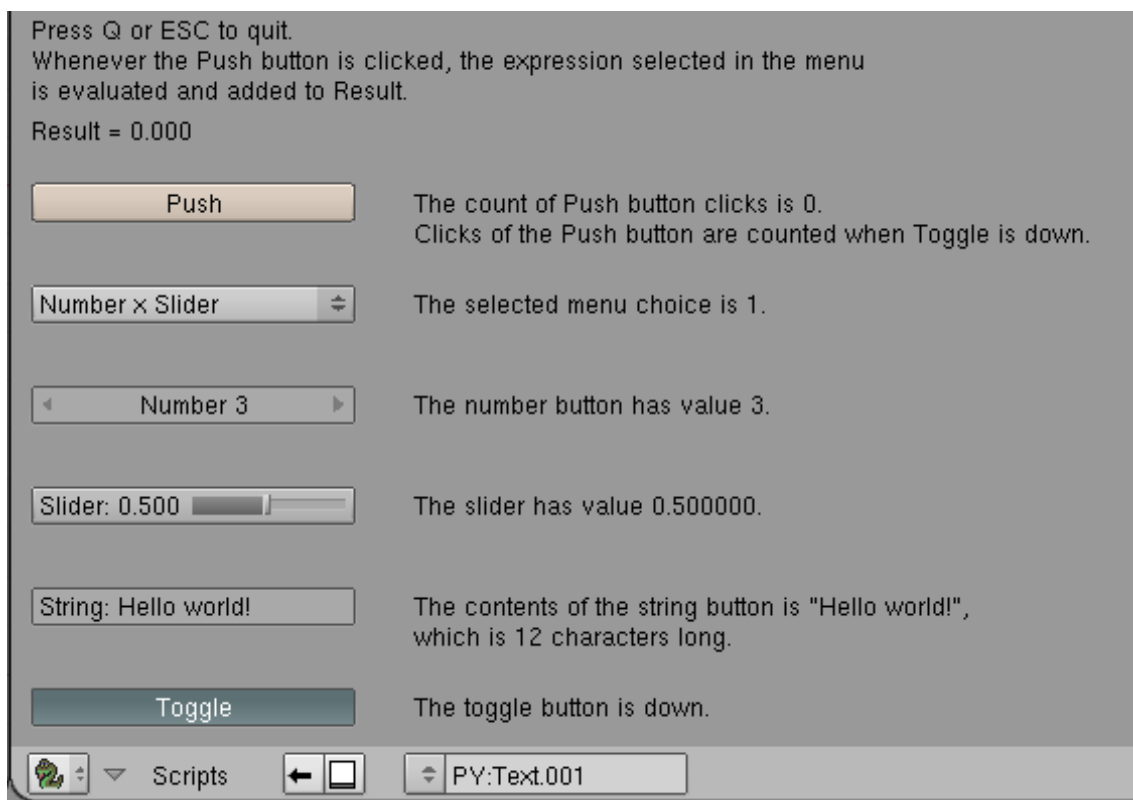 Press Q or ESC to quit.
Whenever the Push button is clicked, the expression selected in the menu
is evaluated and added to Result.
Result = 0.000
Push
The count of Push button clicks is 0.
Clicks of the Push button are counted when Toggle is down.
Number x Slider
The selected menu choice is 1.
Number 3
The number button has value 3.
Slider: 0.500
The slider has value 0.500000.
String: Hello world!
The contents of the string button is "Hello world!",
which is 12 characters long.
Toggle
The toggle button is down.
Scripts
PY:Text.001